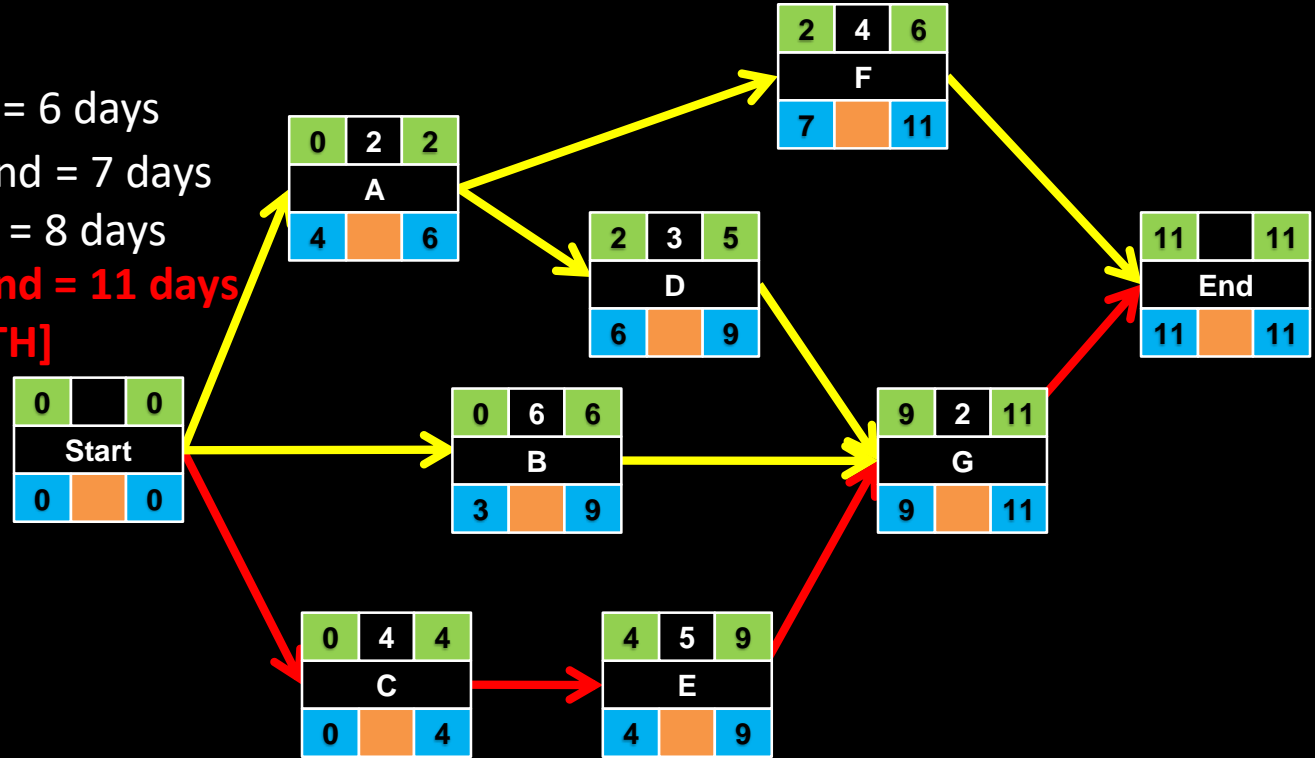 = 6 days
nd = 7 days
= 8 days
nd = 11 days
TH]
2 4 6
F
7 11
0 2 2
A
4 6
2 3 5
D
6 9
11 11
End
11 11
0 0
Start
0 0
0 6 6
B
3 9
9 2 11
G
9 11
0 4 4
C
0 4
4 5 9
E
4 9